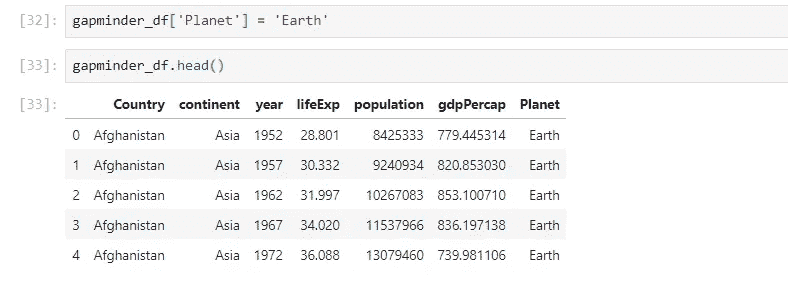 [32]: gapminder_df['Planet'] = 'Earth'
[33]: gapminder_df.head()
[33]: Country continent year lifeExp population gdpPercap Planet
0 Afghanistan Asia 1952 28.801 8425333 779.445314 Earth
1 Afghanistan Asia 1957 30.332 9240934 820.853030 Earth
2 Afghanistan Asia 1962 31.997 10267083 853.100710 Earth
3 Afghanistan Asia 1967 34.020 11537966 836.197138 Earth
4 Afghanistan Asia 1972 36.088 13079460 739.981106 Earth